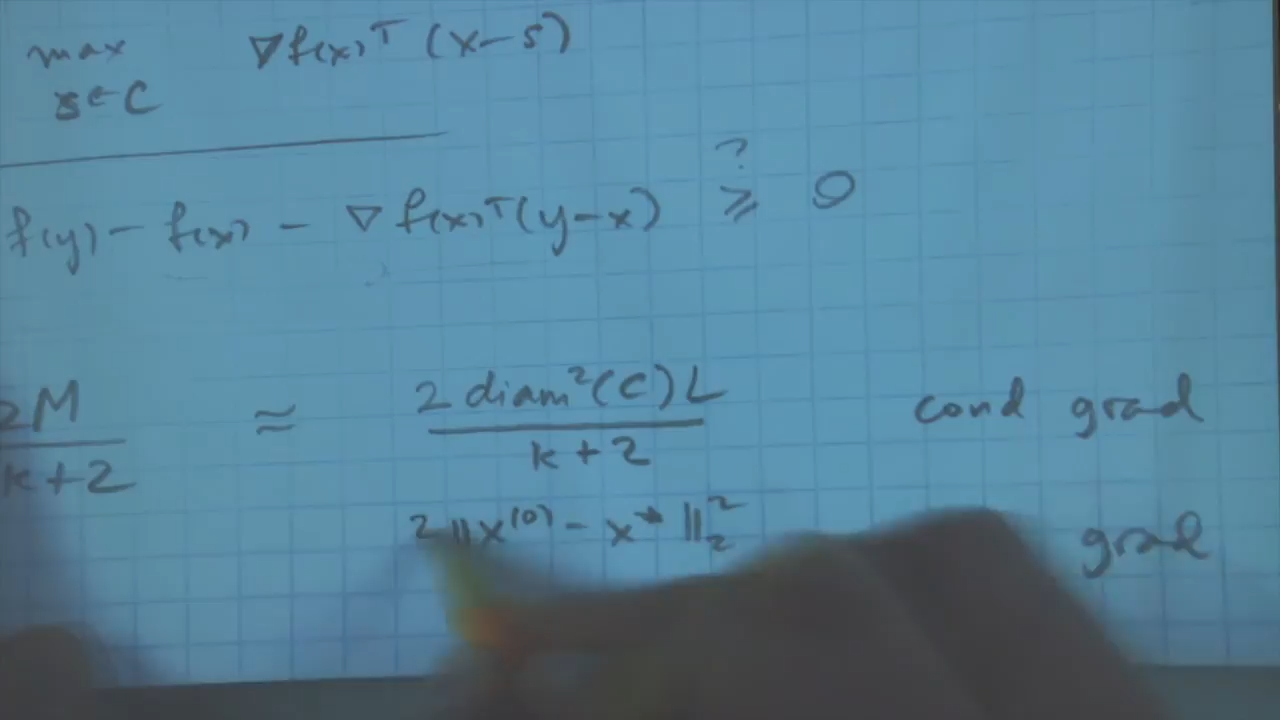 max ∇f(x)ᵀ(x−s)
s∈C
f(y) − f(x) − ∇f(x)ᵀ(y−x) ≥? 0
2M/k+2 ≈ 2 diam²(C)L/k+2 cond grad
2‖x⁽⁰⁾ − x*‖₂² grad